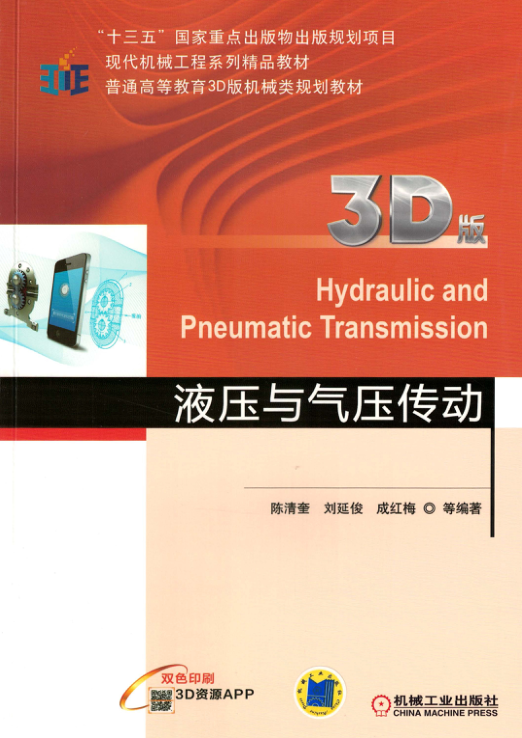 “十三五”国家重点出版物出版规划项目
现代机械工程系列精品教材
普通高等教育3D版机械类规划教材
3D版
Hydraulic and
Pneumatic Transmission
液压与气压传动
陈清奎 刘延俊 成红梅 ◎ 等编著
双色印刷
3D资源APP
机械工业出版社
CHINA MACHINE PRESS